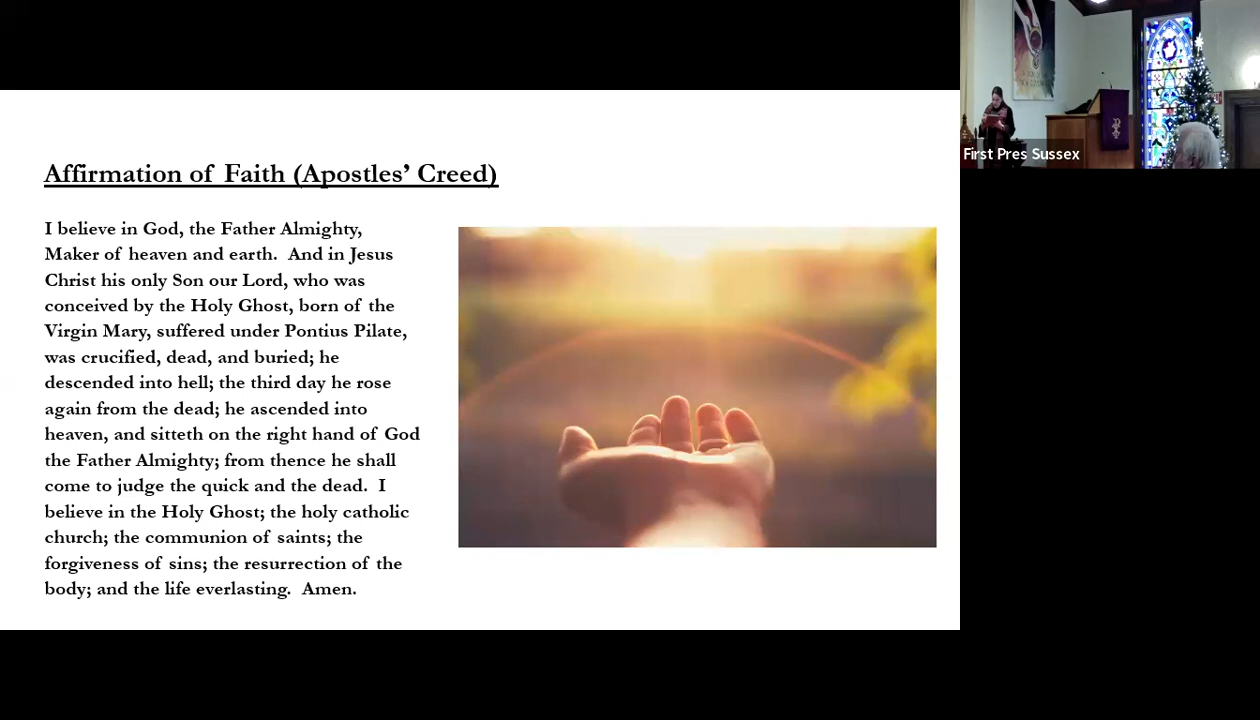 Affirmation of Faith (Apostles' Creed)
I believe in God, the Father Almighty,
Maker of heaven and earth.  And in Jesus
Christ his only Son our Lord, who was
conceived by the Holy Ghost, born of the
Virgin Mary, suffered under Pontius Pilate,
was crucified, dead, and buried; he
descended into hell; the third day he rose
again from the dead; he ascended into
heaven, and sitteth on the right hand of God
the Father Almighty; from thence he shall
come to judge the quick and the dead.  I
believe in the Holy Ghost; the holy catholic
church; the communion of saints; the
forgiveness of sins; the resurrection of the
body; and the life everlasting.  Amen.
First Pres Sussex